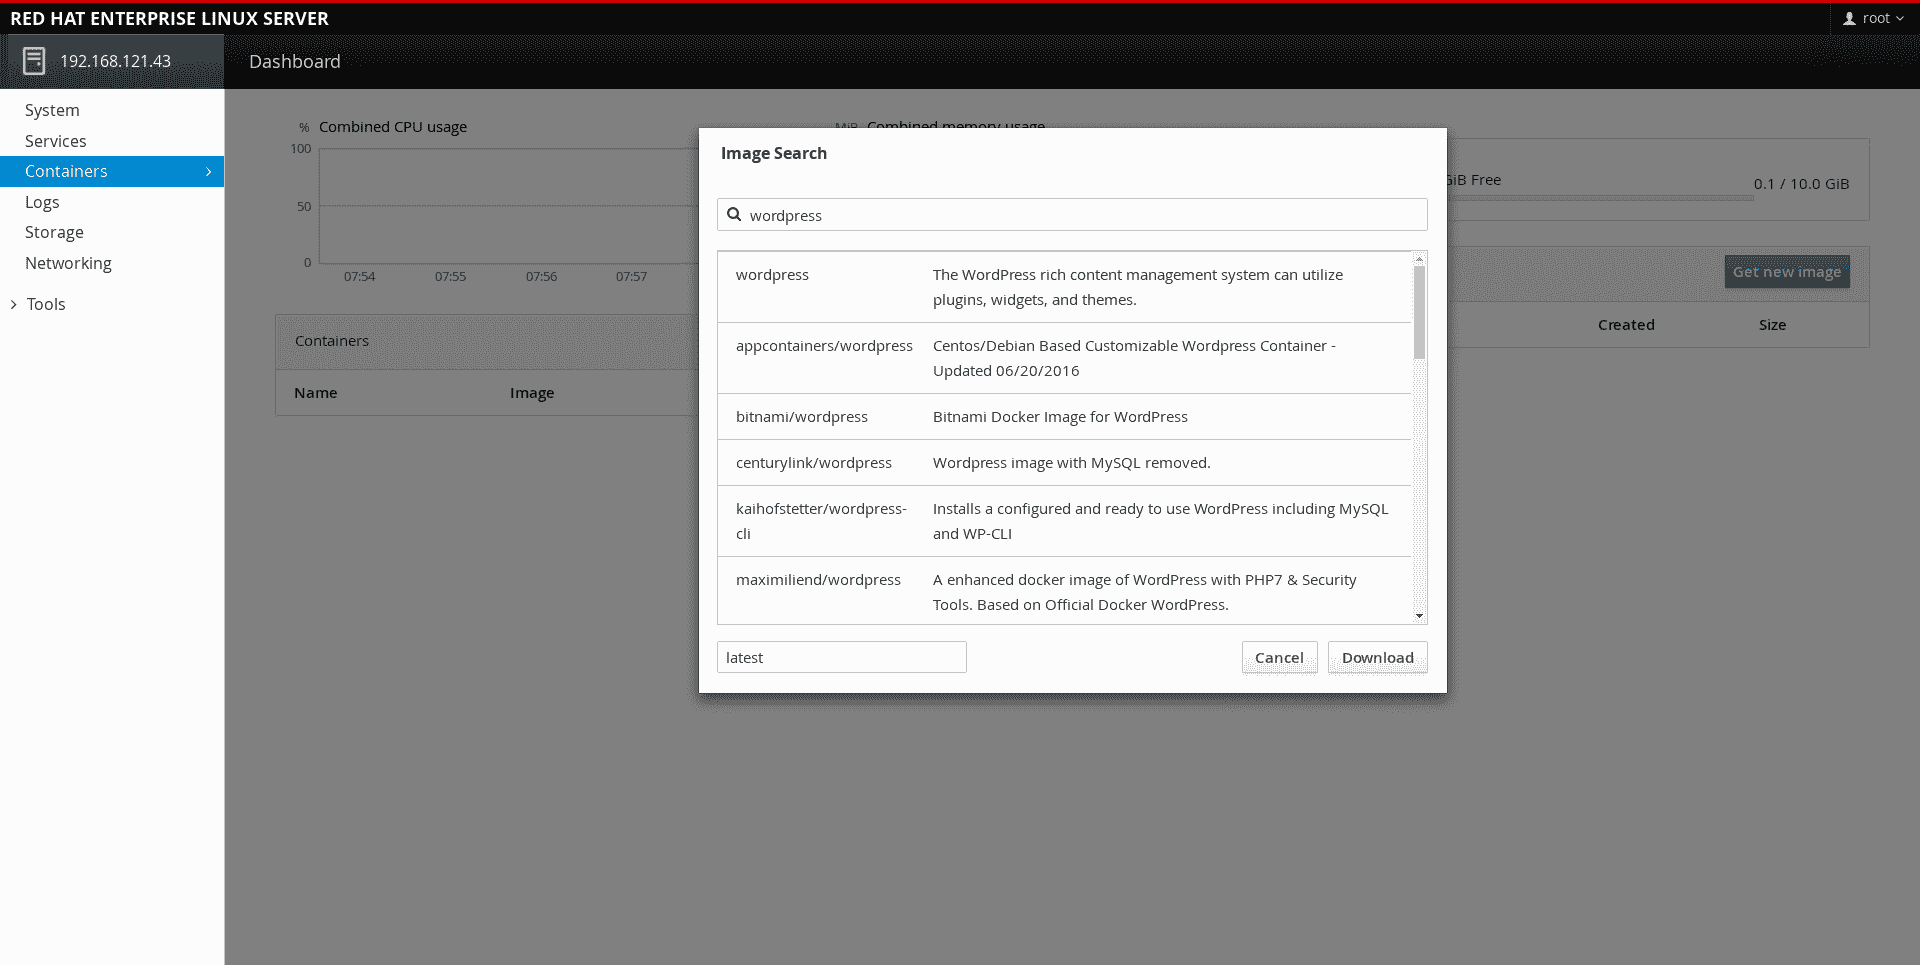 RED HAT ENTERPRISE LINUX SERVER
root
192.168.121.43
Dashboard
System
Services
Containers
Logs
Storage
Networking
Tools
% Combined CPU usage
100
50
0
07:54 07:55 07:56 07:57
MiB Combined memory usage
GiB Free
0.1 / 10.0 GiB
Get new image
Created Size
Containers
Name Image
Image Search
wordpress
wordpress
The WordPress rich content management system can utilize
plugins, widgets, and themes.
appcontainers/wordpress
Centos/Debian Based Customizable Wordpress Container -
Updated 06/20/2016
bitnami/wordpress
Bitnami Docker Image for WordPress
centurylink/wordpress
Wordpress image with MySQL removed.
kaihofstetter/wordpress-
cli
Installs a configured and ready to use WordPress including MySQL
and WP-CLI
maximiliend/wordpress
A enhanced docker image of WordPress with PHP7 & Security
Tools. Based on Official Docker WordPress.
latest
Cancel
Download